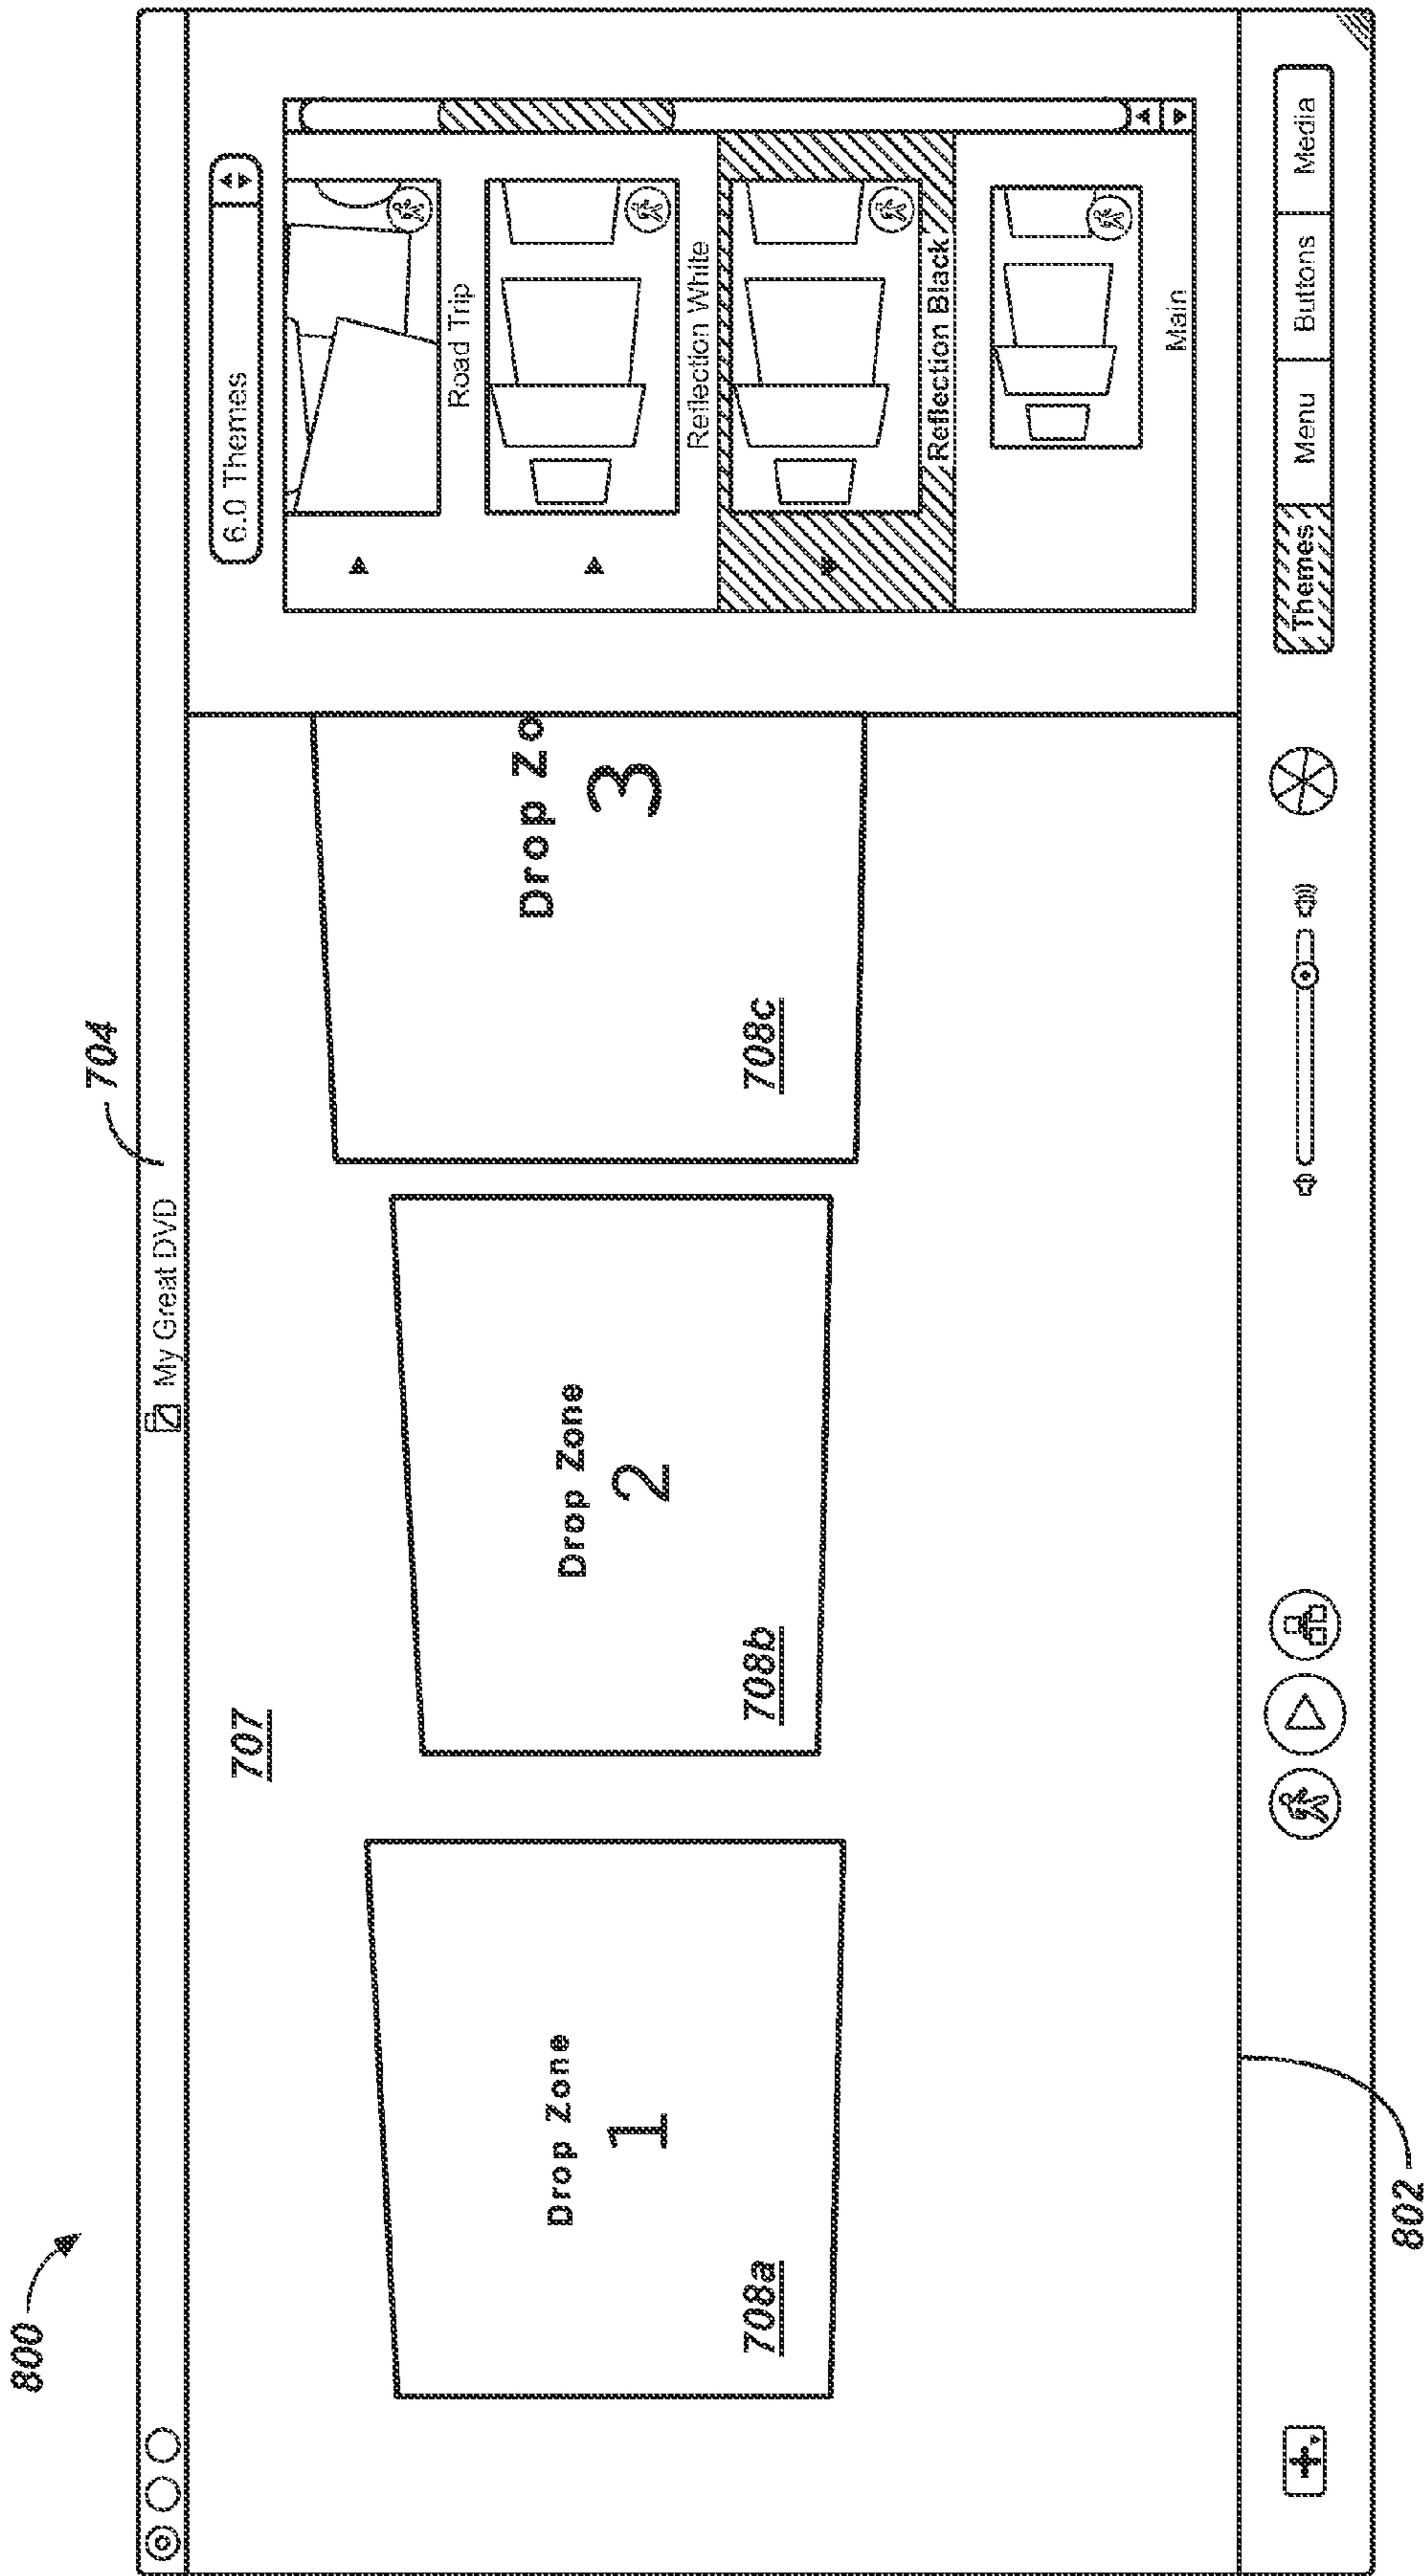 800
704
My Great DVD
707
6.0 Themes
Drop Zone
1
708a
Drop Zone
2
708b
Drop Zo
3
708c
Road Trip
Reflection White
Reflection Black
Main
Themes Menu Buttons Media
802